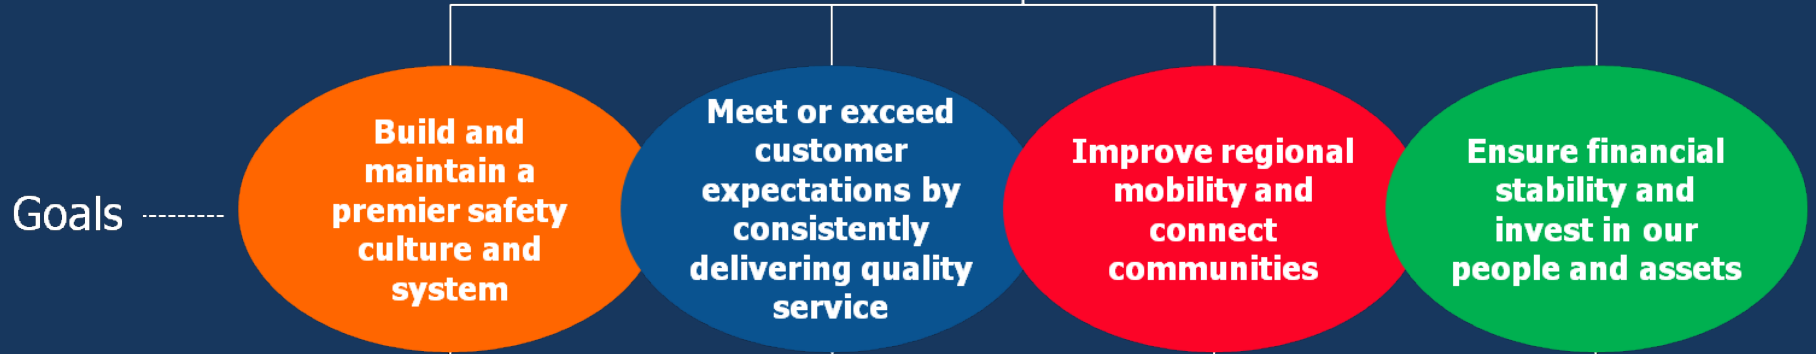 Goals
Build and
maintain a
premier safety
culture and
system
Meet or exceed
customer
expectations by
consistently
delivering quality
service
Improve regional
mobility and
connect
communities
Ensure financial
stability and
invest in our
people and assets